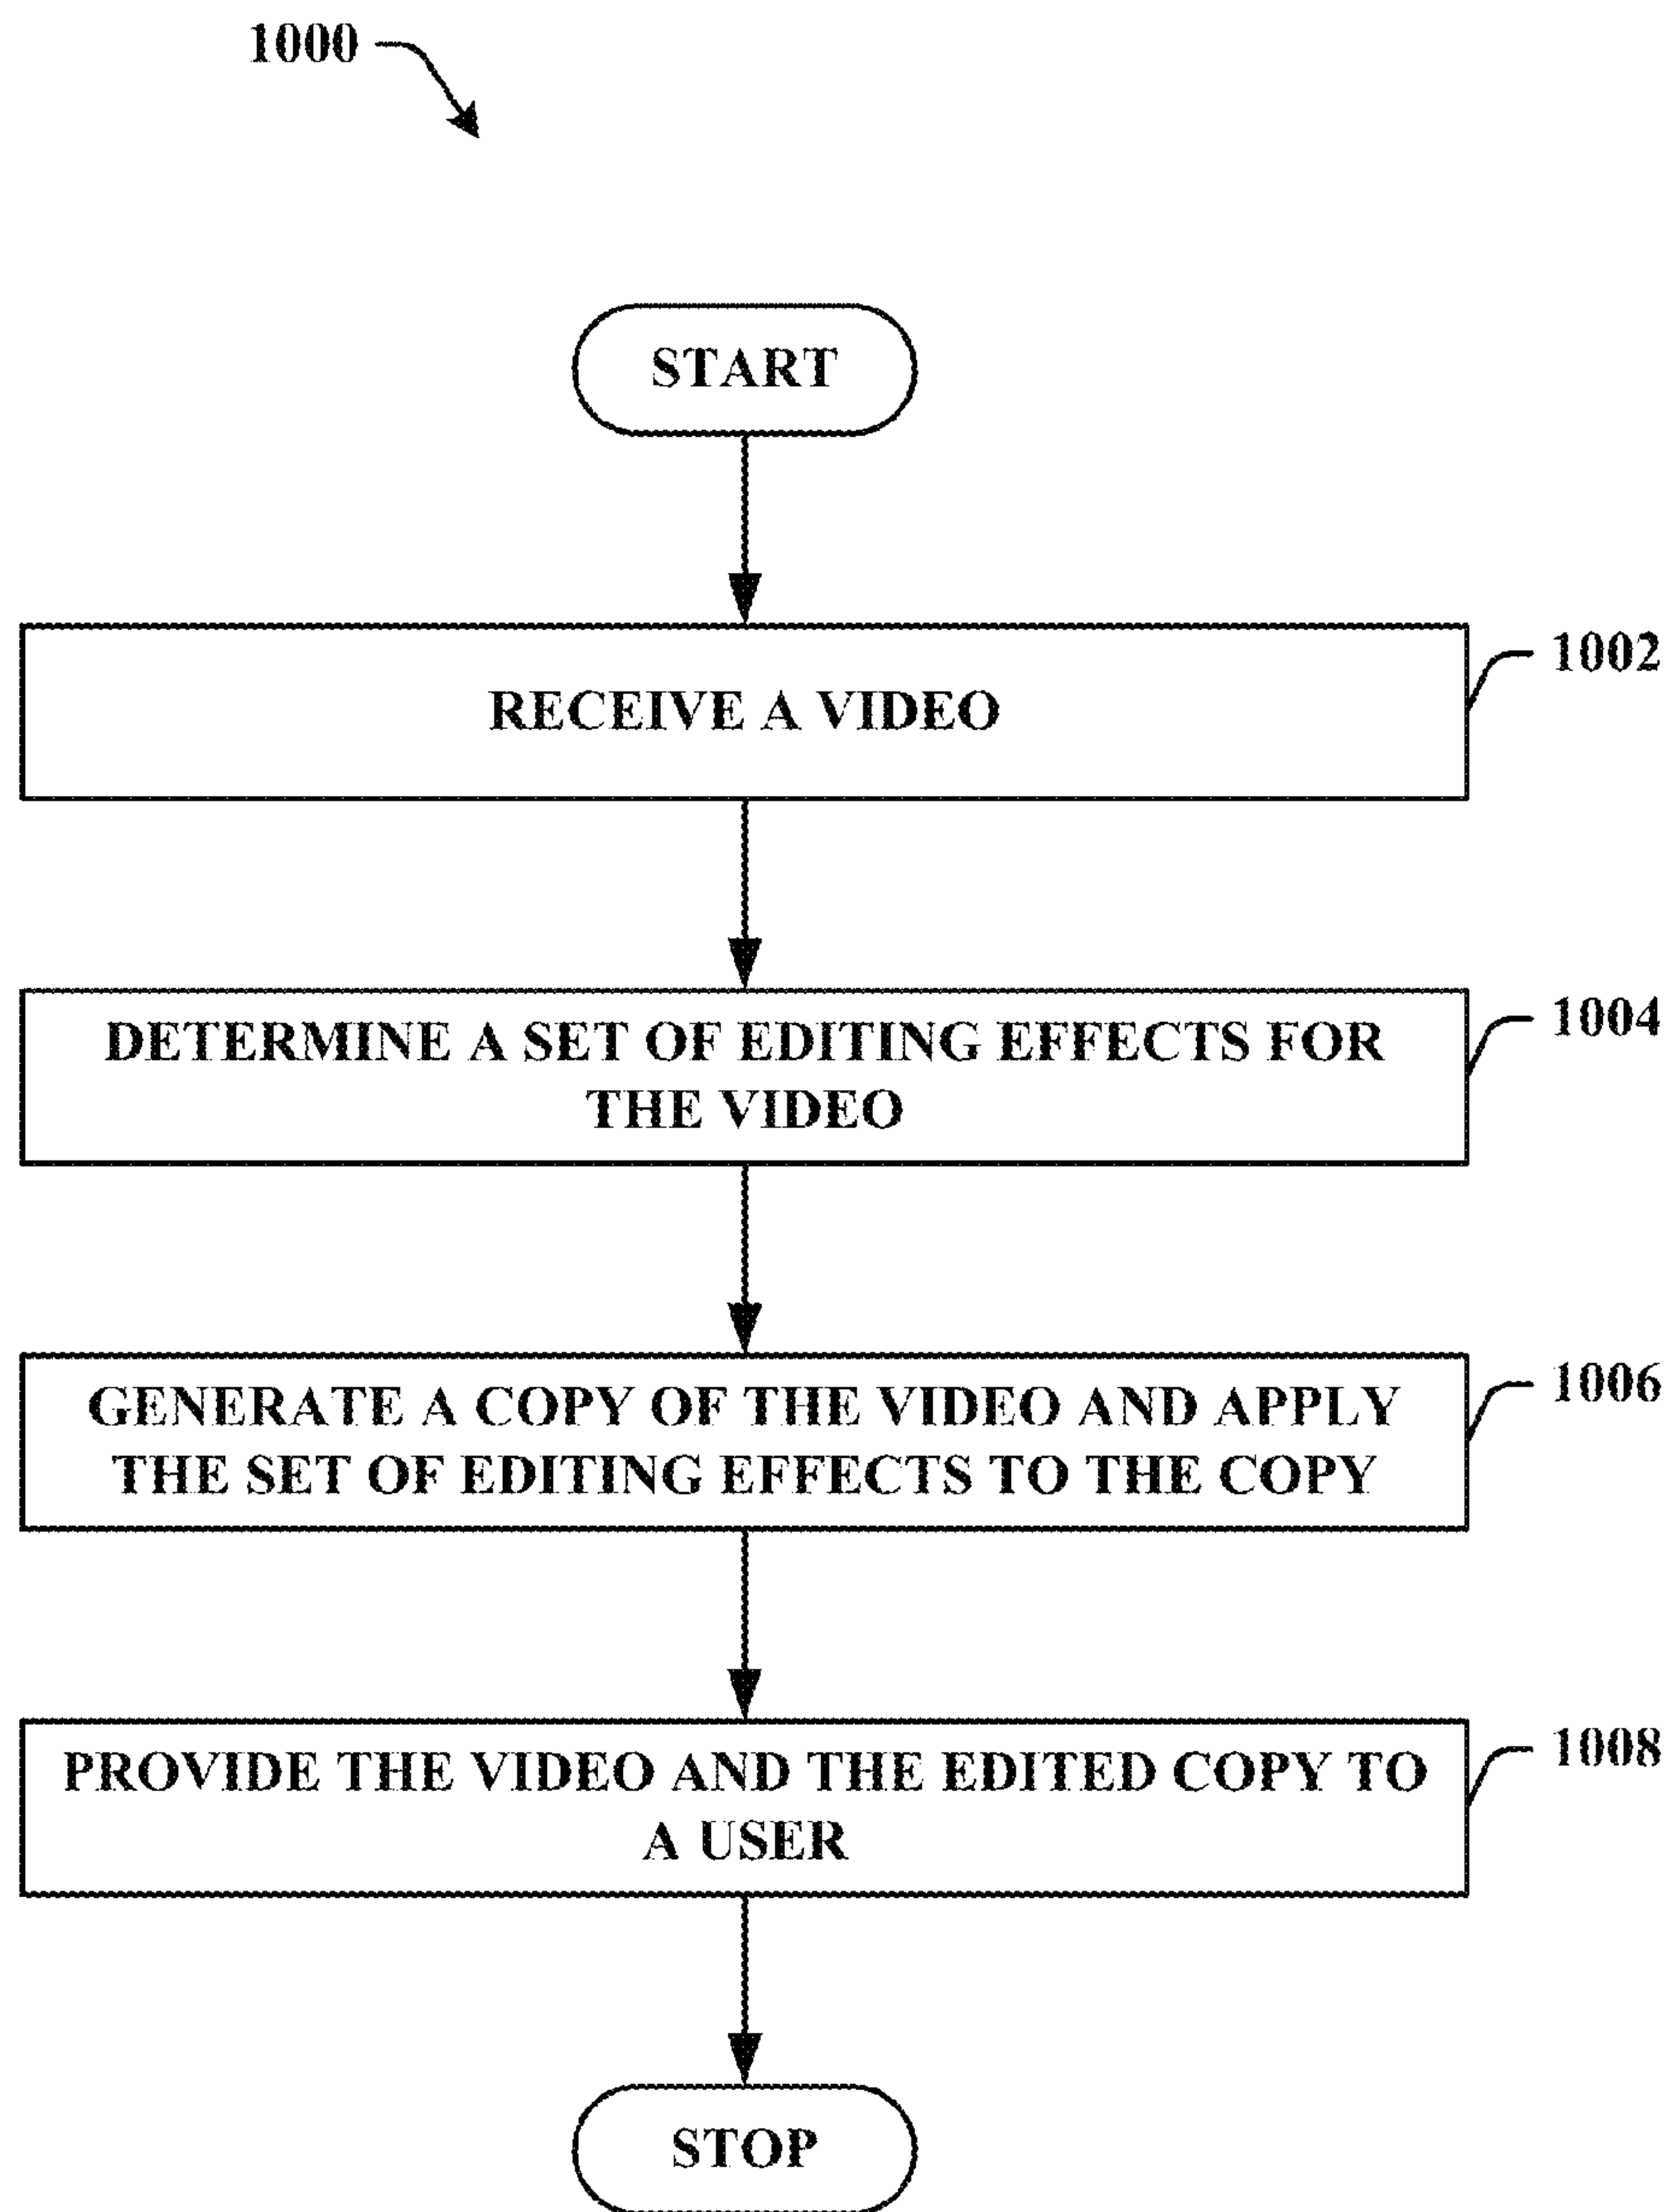 1000
START
RECEIVE A VIDEO
1002
DETERMINE A SET OF EDITING EFFECTS FOR
THE VIDEO
1004
GENERATE A COPY OF THE VIDEO AND APPLY
THE SET OF EDITING EFFECTS TO THE COPY
1006
PROVIDE THE VIDEO AND THE EDITED COPY TO
A USER
1008
STOP